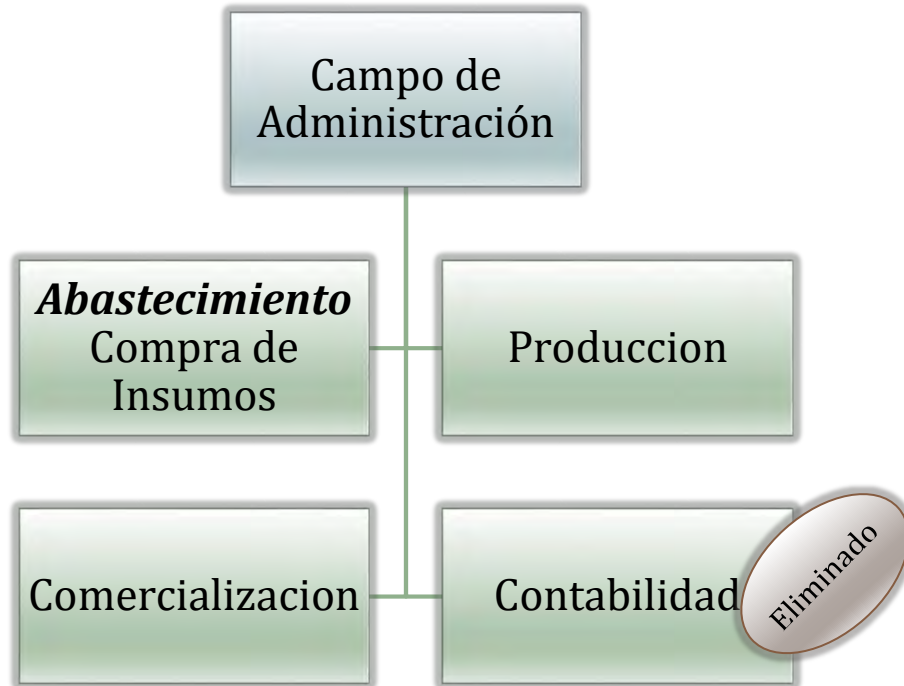 Campo de
Administración
Abastecimiento
Compra de
Insumos
Produccion
Comercializacion
Contabilidad
Eliminado